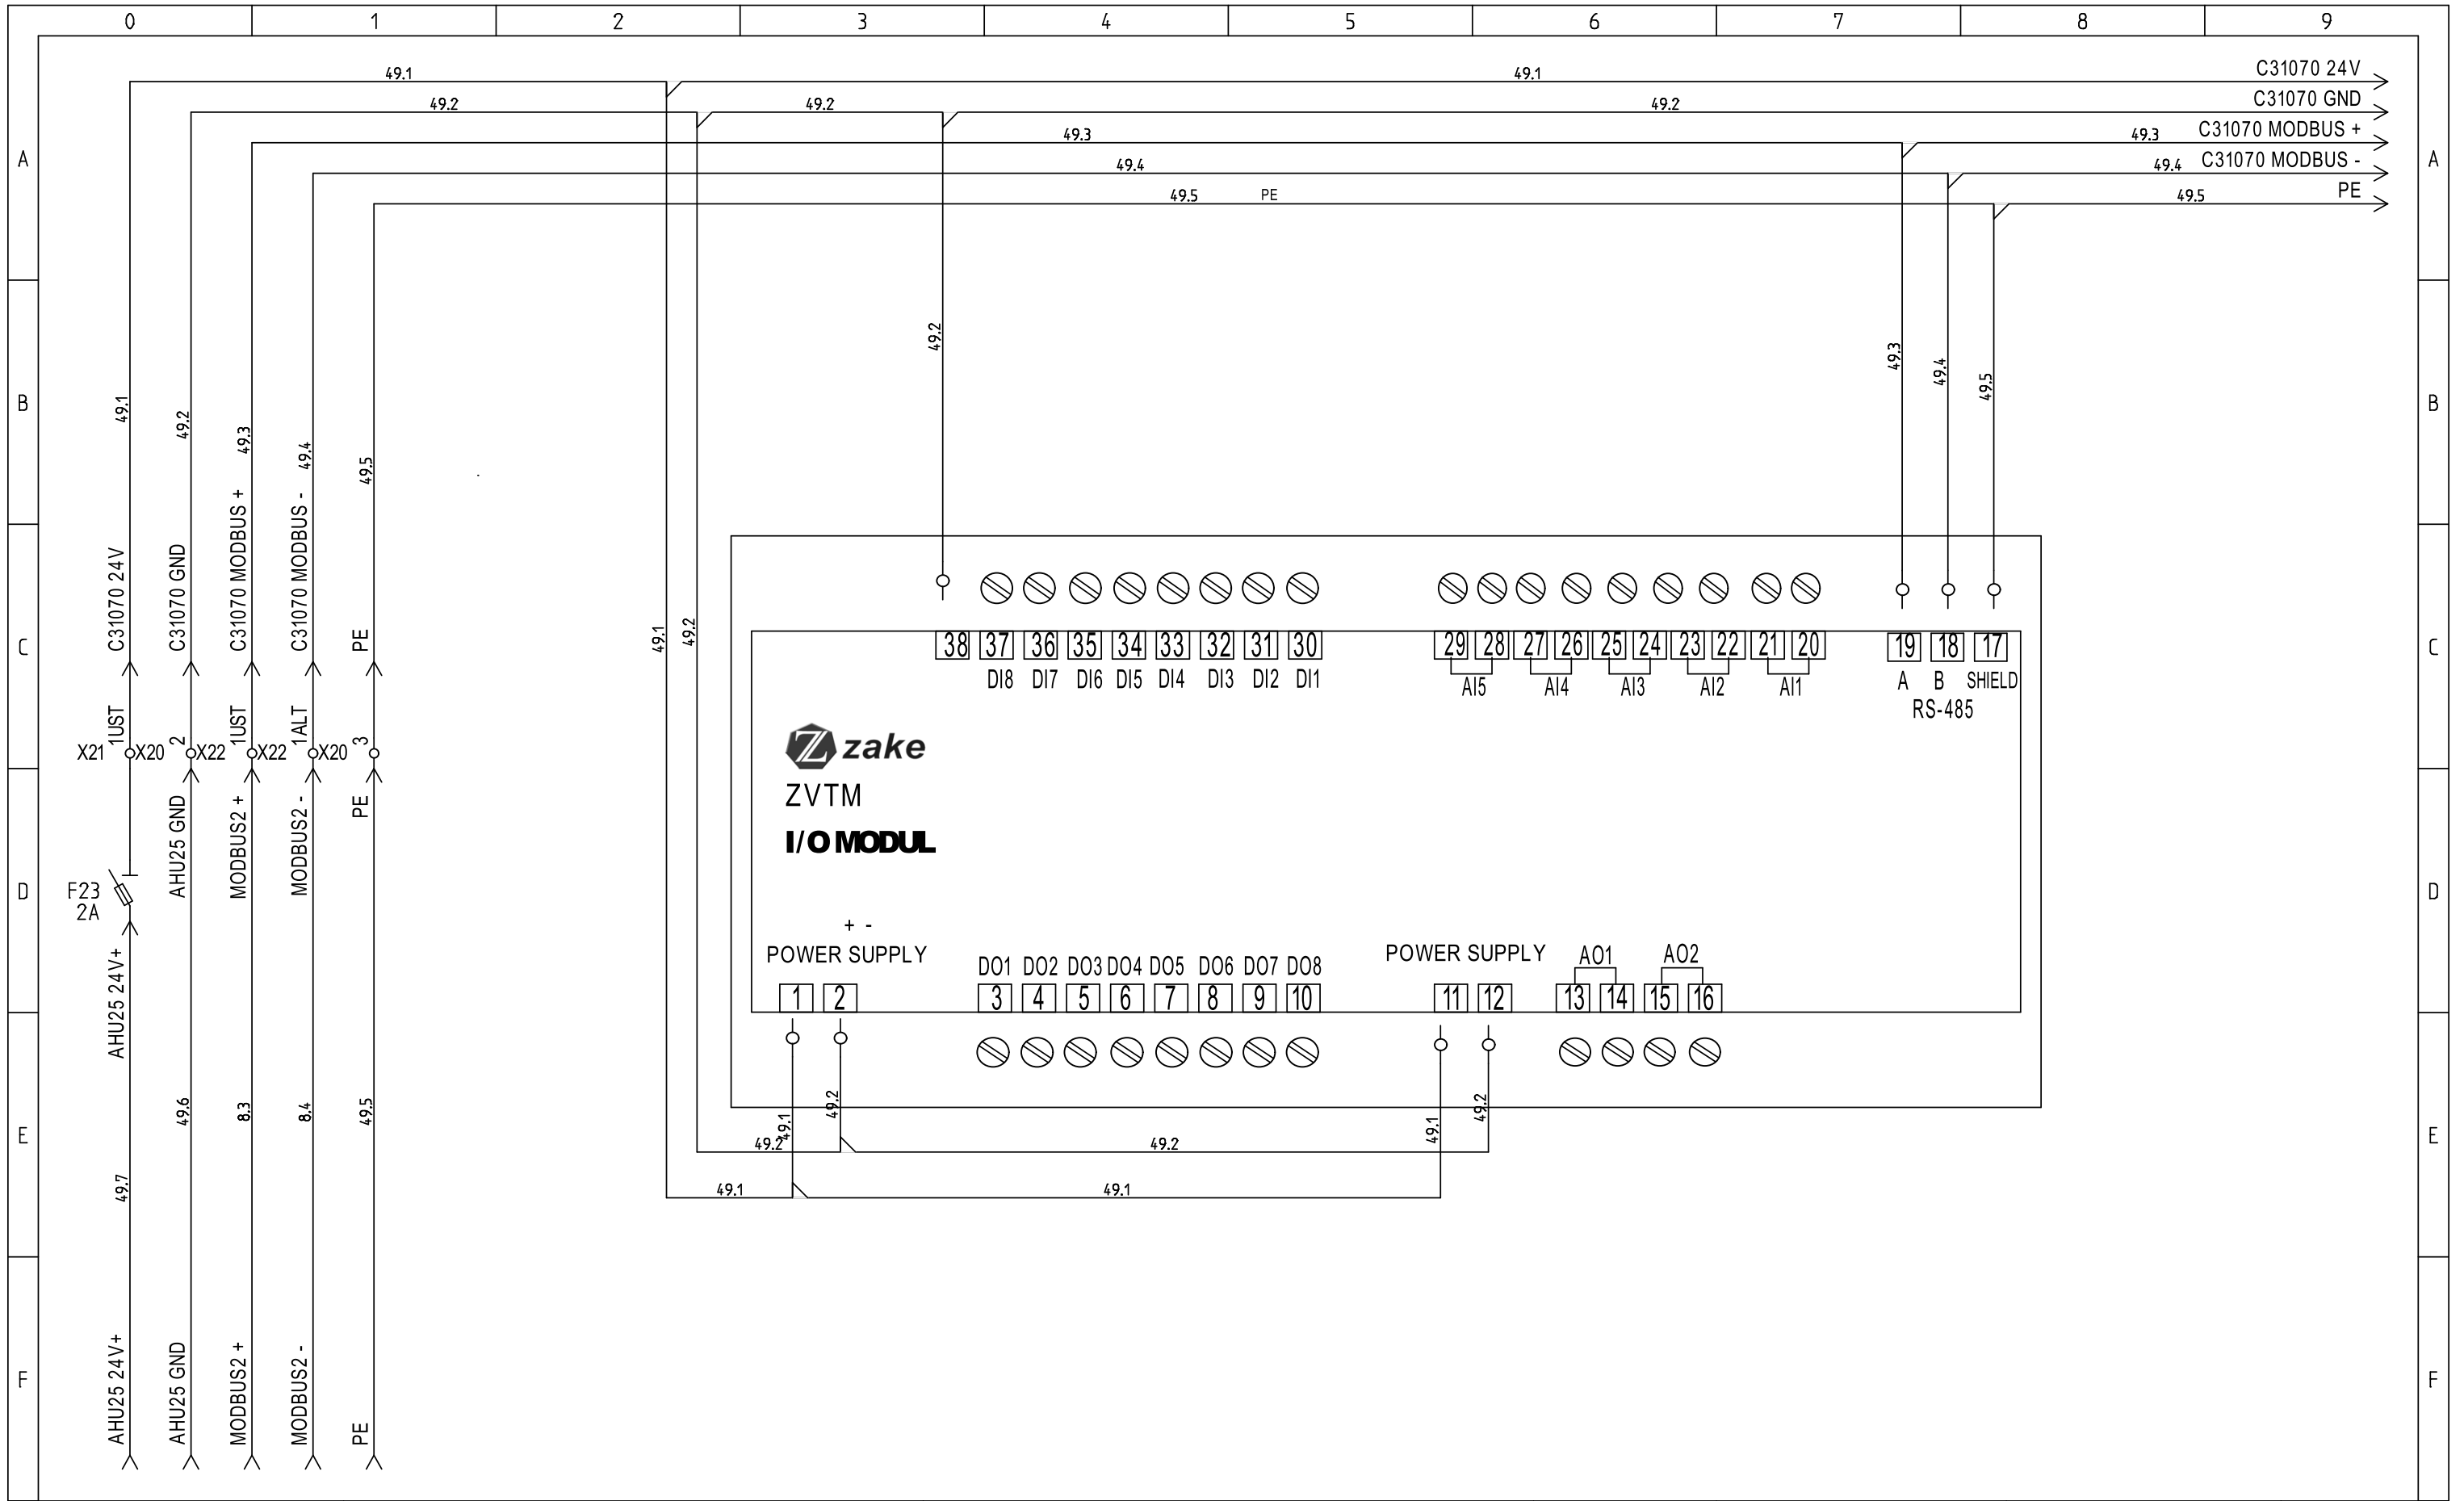 0 1 2 3 4 5 6 7 8 9
49.1 49.1 C31070 24V
49.2 49.2 49.2 C31070 GND
49.3 49.3 C31070 MODBUS +
A 49.4 49.4 C31070 MODBUS - A
49.5 PE 49.5 PE
49.2 49.3 49.4 49.5
B 49.1 49.2 49.3 49.4 49.5 B
C31070 24V C31070 GND C31070 MODBUS + C31070 MODBUS - PE
49.1 49.2
C 38 37 36 35 34 33 32 31 30 29 28 27 26 25 24 23 22 21 20 19 18 17 C
DI8 DI7 DI6 DI5 DI4 DI3 DI2 DI1 AI5 AI4 AI3 AI2 AI1 A B SHIELD
RS-485
1UST 2 1UST 1ALT 3
X21 X20 X22 X22 X20
zake
ZVTM
I/O MODUL
AHU25 GND MODBUS2 + MODBUS2 - PE
D F23 D
2A
+ -
POWER SUPPLY POWER SUPPLY AO1 AO2
DO1 DO2 DO3 DO4 DO5 DO6 DO7 DO8
1 2 3 4 5 6 7 8 9 10 11 12 13 14 15 16
AHU25 24V+
49.6 8.3 8.4 49.5
49.1 49.2 49.1 49.2
E 49.2 49.2 E
49.7 49.1 49.1
F F
AHU25 24V+ AHU25 GND MODBUS2 + MODBUS2 - PE